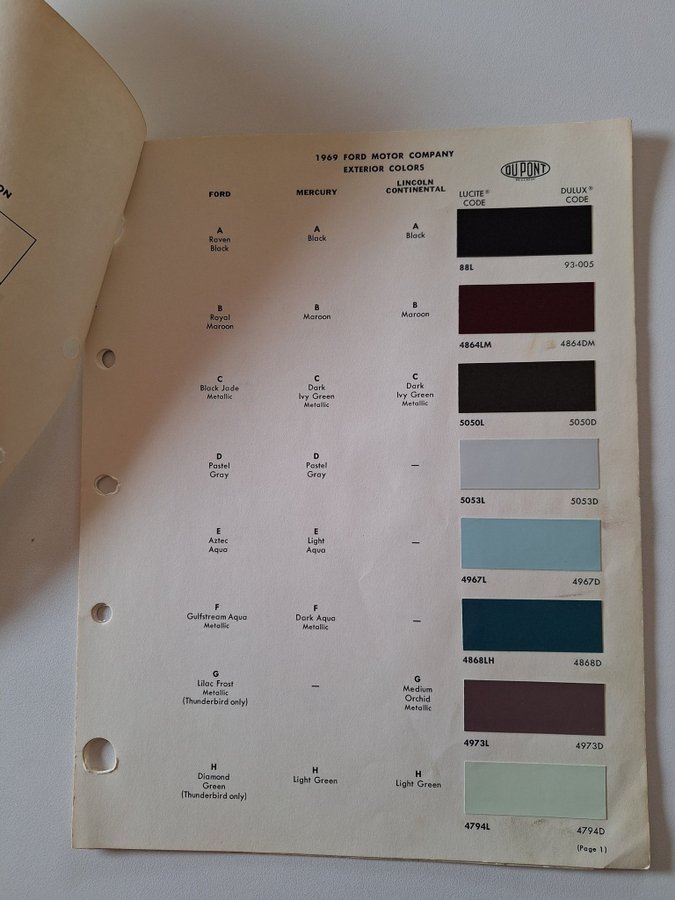 ON
1969 FORD MOTOR COMPANY
EXTERIOR COLORS
DU PONT
FORD MERCURY LINCOLN CONTINENTAL LUCITE® CODE DULUX® CODE
A A A
Raven Black Black Black
88L 93-005
B B B
Royal Maroon Maroon Maroon
4864LM 4864DM
C C C
Black Jade Metallic Dark Ivy Green Metallic Dark Ivy Green Metallic
5050L 5050D
D D —
Pastel Gray Pastel Gray
5053L 5053D
E E —
Aztec Aqua Light Aqua
4967L 4967D
F F —
Gulfstream Aqua Metallic Dark Aqua Metallic
4868LH 4868D
G — G
Lilac Frost Metallic (Thunderbird only) Medium Orchid Metallic
4973L 4973D
H H H
Diamond Green (Thunderbird only) Light Green Light Green
4794L 4794D
(Page 1)